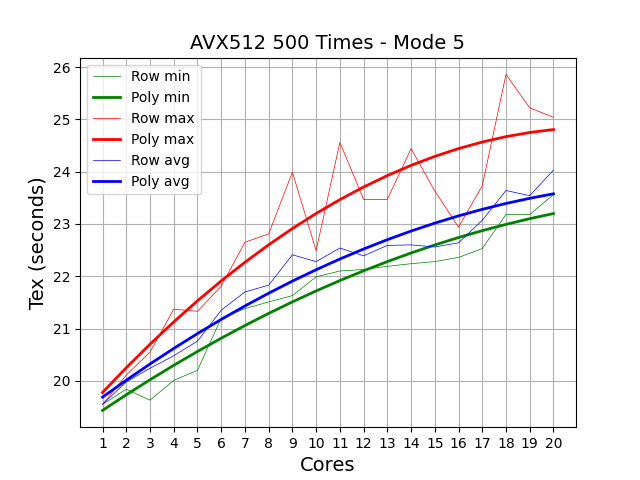 AVX512 500 Times - Mode 5
Tex (seconds)
26
25
24
23
22
21
20
Row min
Poly min
Row max
Poly max
Row avg
Poly avg
1 2 3 4 5 6 7 8 9 10 11 12 13 14 15 16 17 18 19 20
Cores